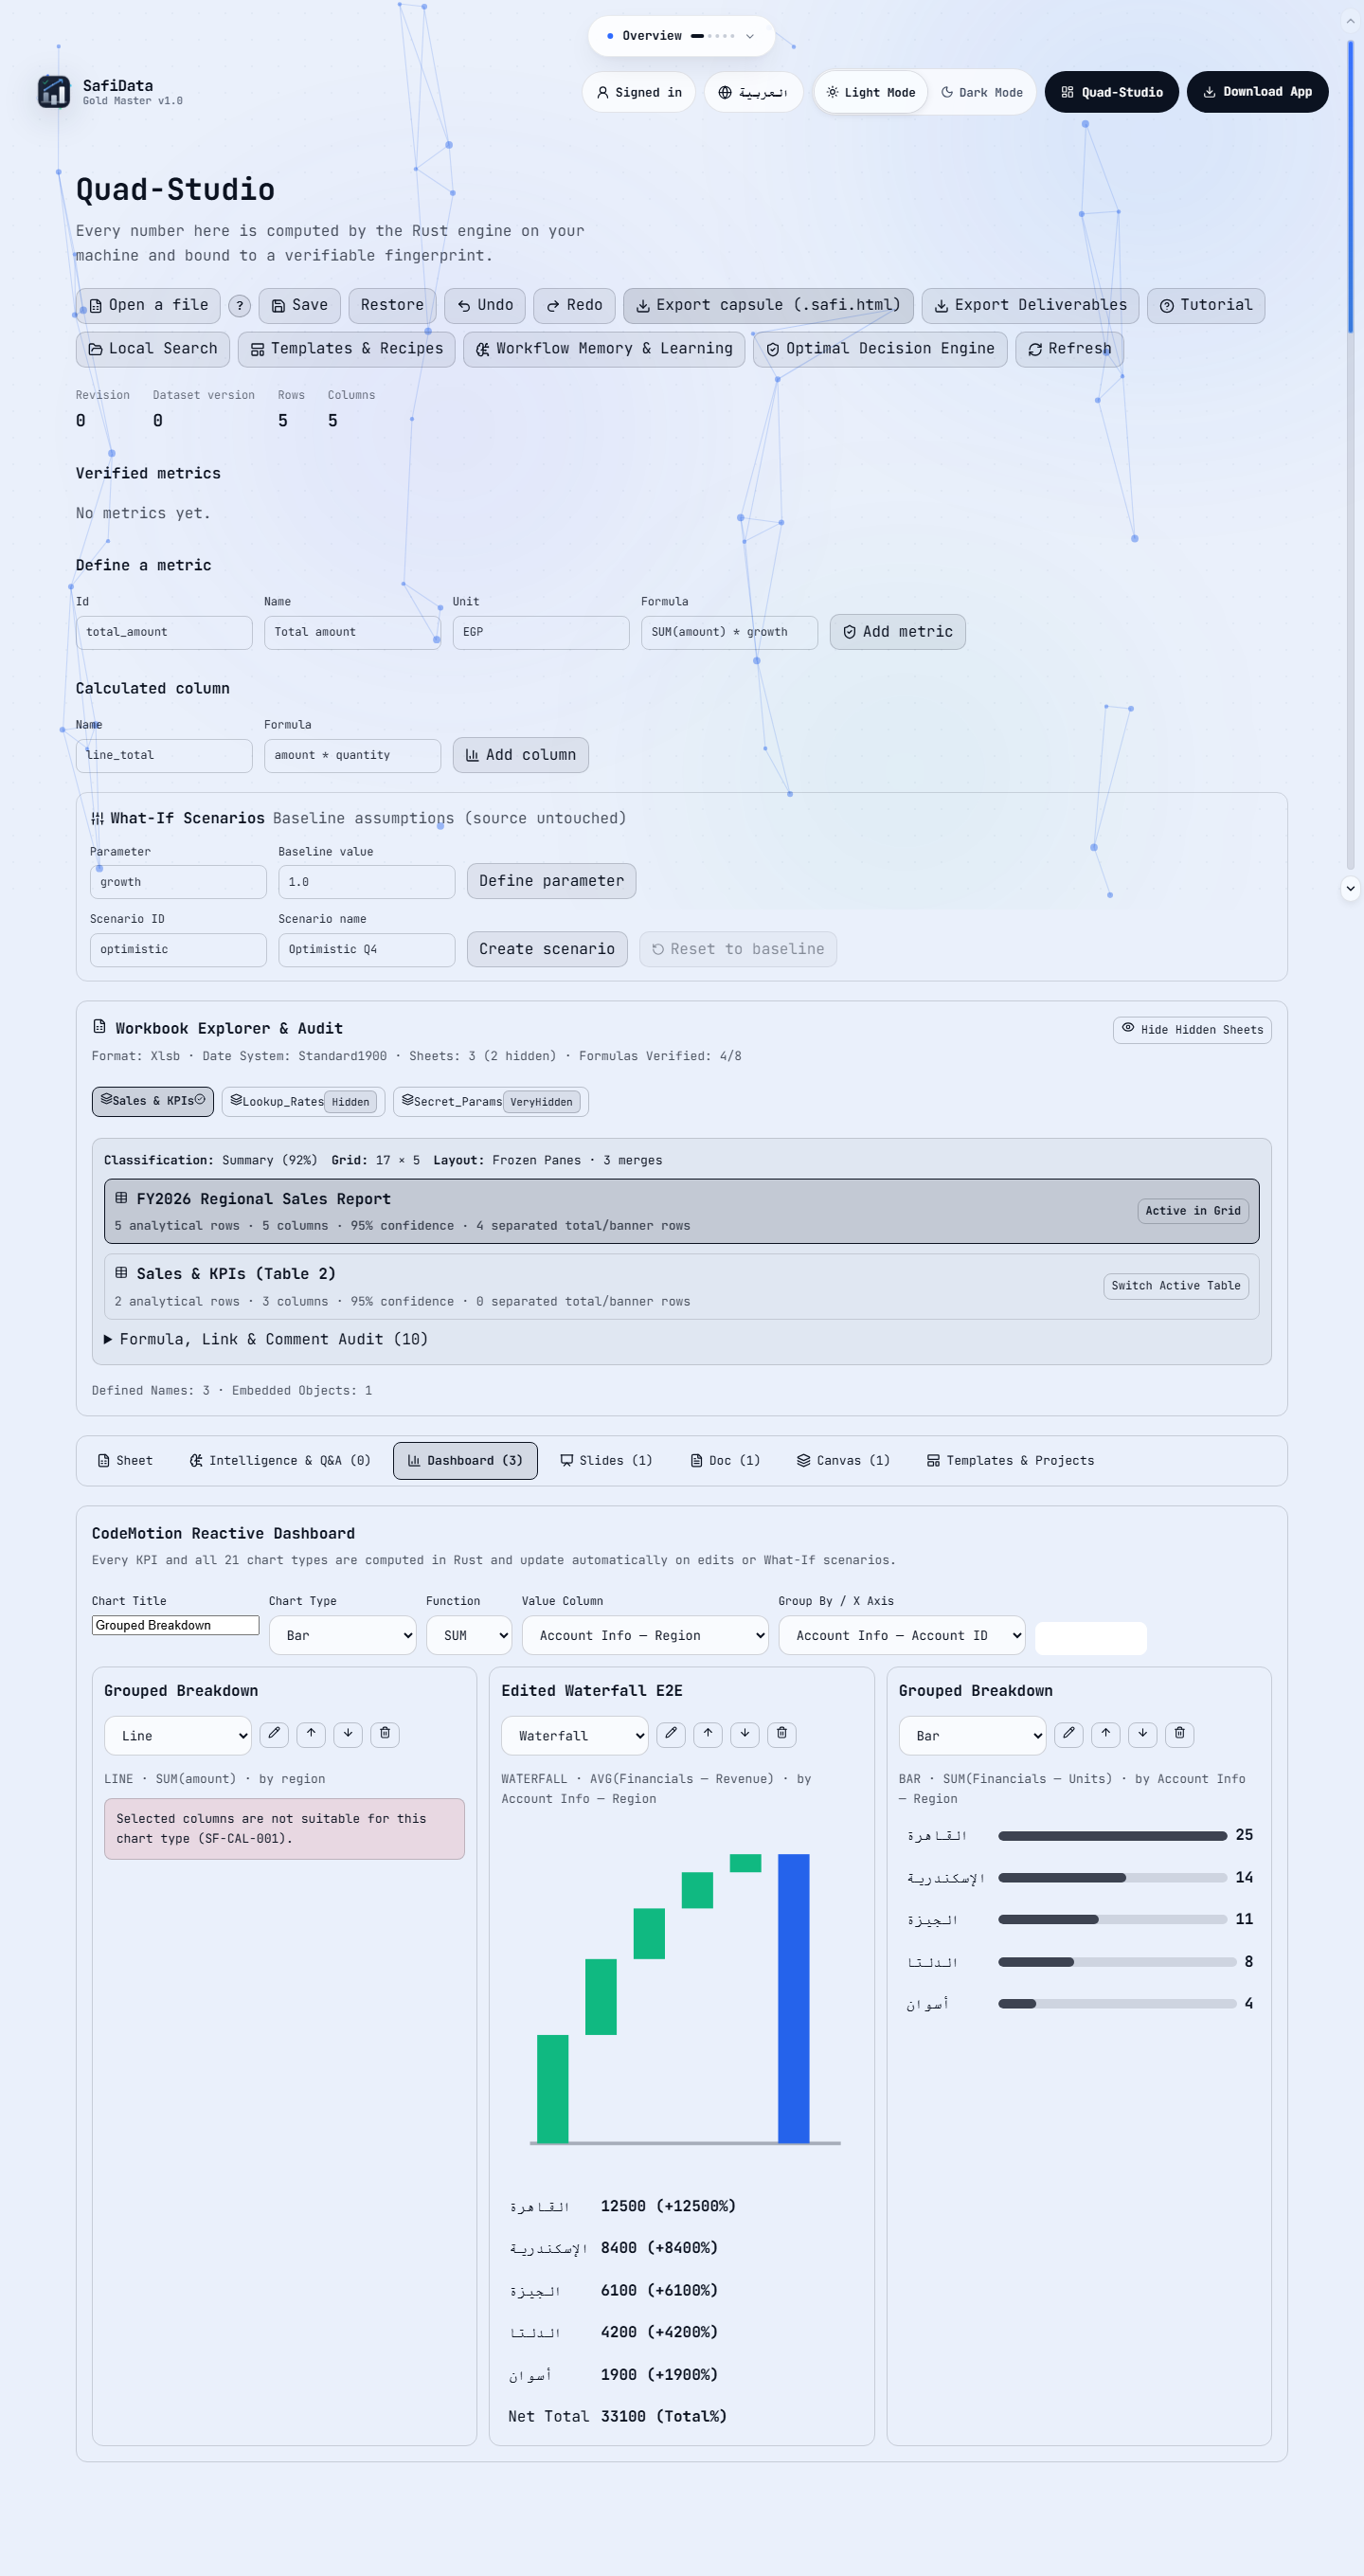 Overview
SafiData
Gold Master v1.0
Signed in
العربية
Light Mode
Dark Mode
Quad-Studio
Download App
Quad-Studio
Every number here is computed by the Rust engine on your
machine and bound to a verifiable fingerprint.
Open a file
?
Save
Restore
Undo
Redo
Export capsule (.safi.html)
Export Deliverables
Tutorial
Local Search
Templates & Recipes
Workflow Memory & Learning
Optimal Decision Engine
Refresh
Revision Dataset version Rows Columns
0 0 5 5
Verified metrics
No metrics yet.
Define a metric
Id Name Unit Formula
total_amount Total amount EGP SUM(amount) * growth Add metric
Calculated column
Name Formula
line_total amount * quantity Add column
What-If Scenarios Baseline assumptions (source untouched)
Parameter Baseline value
growth 1.0 Define parameter
Scenario ID Scenario name
optimistic Optimistic Q4 Create scenario Reset to baseline
Workbook Explorer & Audit
Hide Hidden Sheets
Format: Xlsb · Date System: Standard1900 · Sheets: 3 (2 hidden) · Formulas Verified: 4/8
Sales & KPIs Lookup_Rates Hidden Secret_Params VeryHidden
Classification: Summary (92%) Grid: 17 × 5 Layout: Frozen Panes · 3 merges
FY2026 Regional Sales Report
5 analytical rows · 5 columns · 95% confidence · 4 separated total/banner rows
Active in Grid
Sales & KPIs (Table 2)
2 analytical rows · 3 columns · 95% confidence · 0 separated total/banner rows
Switch Active Table
Formula, Link & Comment Audit (10)
Defined Names: 3 · Embedded Objects: 1
Sheet
Intelligence & Q&A (0)
Dashboard (3)
Slides (1)
Doc (1)
Canvas (1)
Templates & Projects
CodeMotion Reactive Dashboard
Every KPI and all 21 chart types are computed in Rust and update automatically on edits or What-If scenarios.
Chart Title Chart Type Function Value Column Group By / X Axis
Grouped Breakdown Bar SUM Account Info — Region Account Info — Account ID
Grouped Breakdown
Line
LINE · SUM(amount) · by region
Selected columns are not suitable for this
chart type (SF-CAL-001).
Edited Waterfall E2E
Waterfall
WATERFALL · AVG(Financials — Revenue) · by
Account Info — Region
القاهرة 12500 (+12500%)
الإسكندرية 8400 (+8400%)
الجيزة 6100 (+6100%)
الدلتا 4200 (+4200%)
أسوان 1900 (+1900%)
Net Total 33100 (Total%)
Grouped Breakdown
Bar
BAR · SUM(Financials — Units) · by Account Info
— Region
القاهرة 25
الإسكندرية 14
الجيزة 11
الدلتا 8
أسوان 4